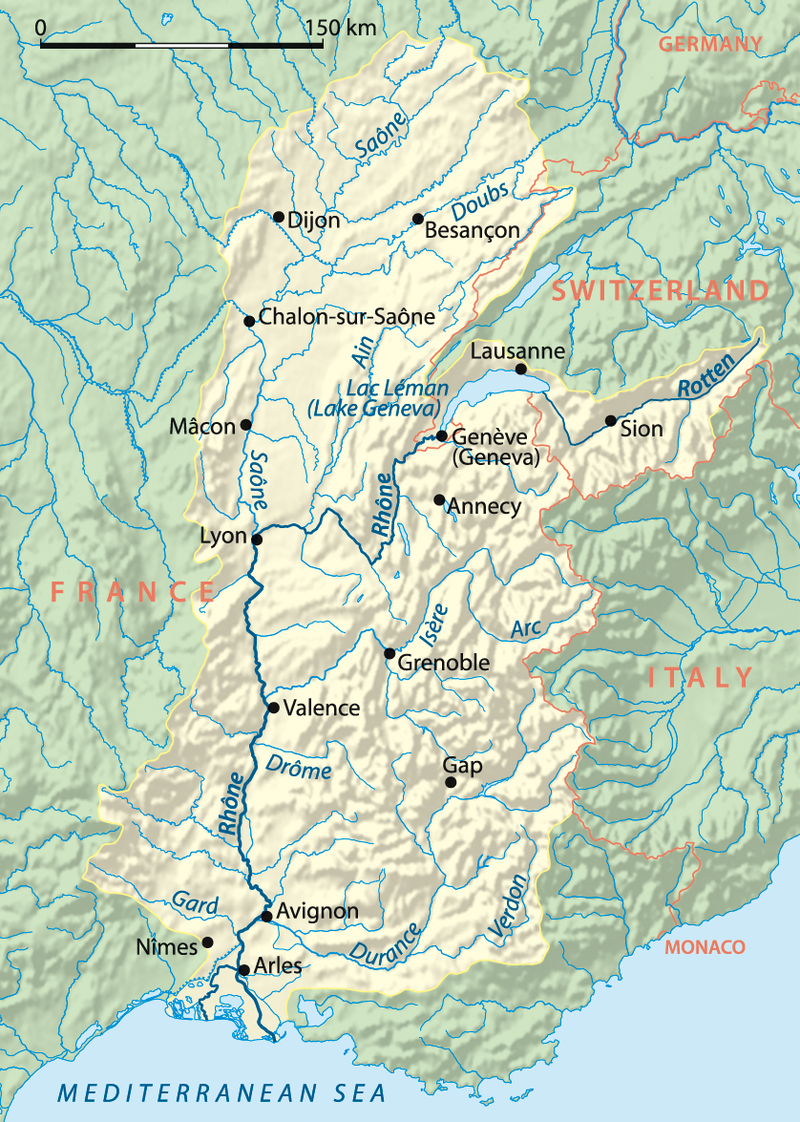 0 150 km
GERMANY
Saône
Doubs
Dijon
Besançon
SWITZERLAND
Chalon-sur-Saône
Ain
Lausanne
Rotten
Lac Léman
(Lake Geneva)
Mâcon
Sion
Genève
(Geneva)
Saône
Rhône
Annecy
Lyon
FRANCE
Isère
Arc
Grenoble
ITALY
Valence
Drôme
Gap
Rhône
Gard
Avignon
Verdon
Nîmes
Durance
MONACO
Arles
MEDITERRANEAN SEA